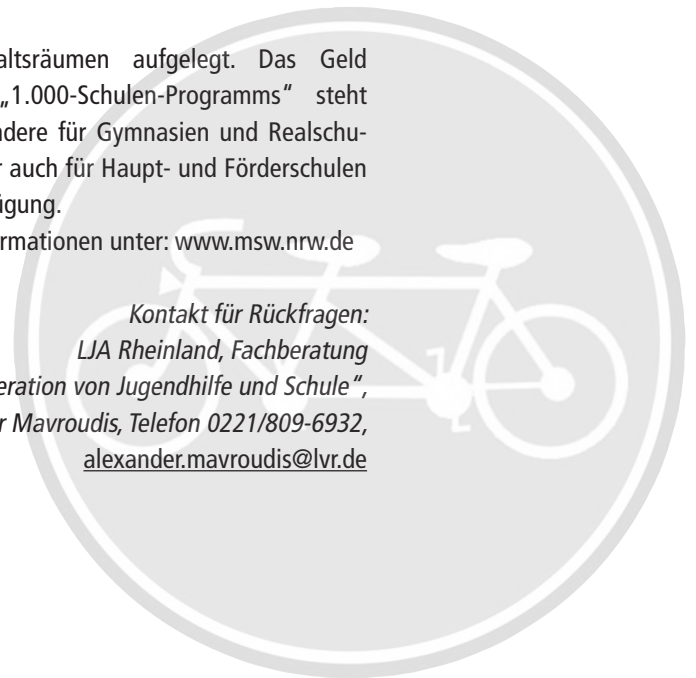 altsräumen aufgelegt. Das Geld
„1.000-Schulen-Programms“ steht
ndere für Gymnasien und Realschu-
r auch für Haupt- und Förderschulen
ügung.
ormationen unter: www.msw.nrw.de
Kontakt für Rückfragen:
LJA Rheinland, Fachberatung
eration von Jugendhilfe und Schule“,
r Mavroudis, Telefon 0221/809-6932,
alexander.mavroudis@lvr.de